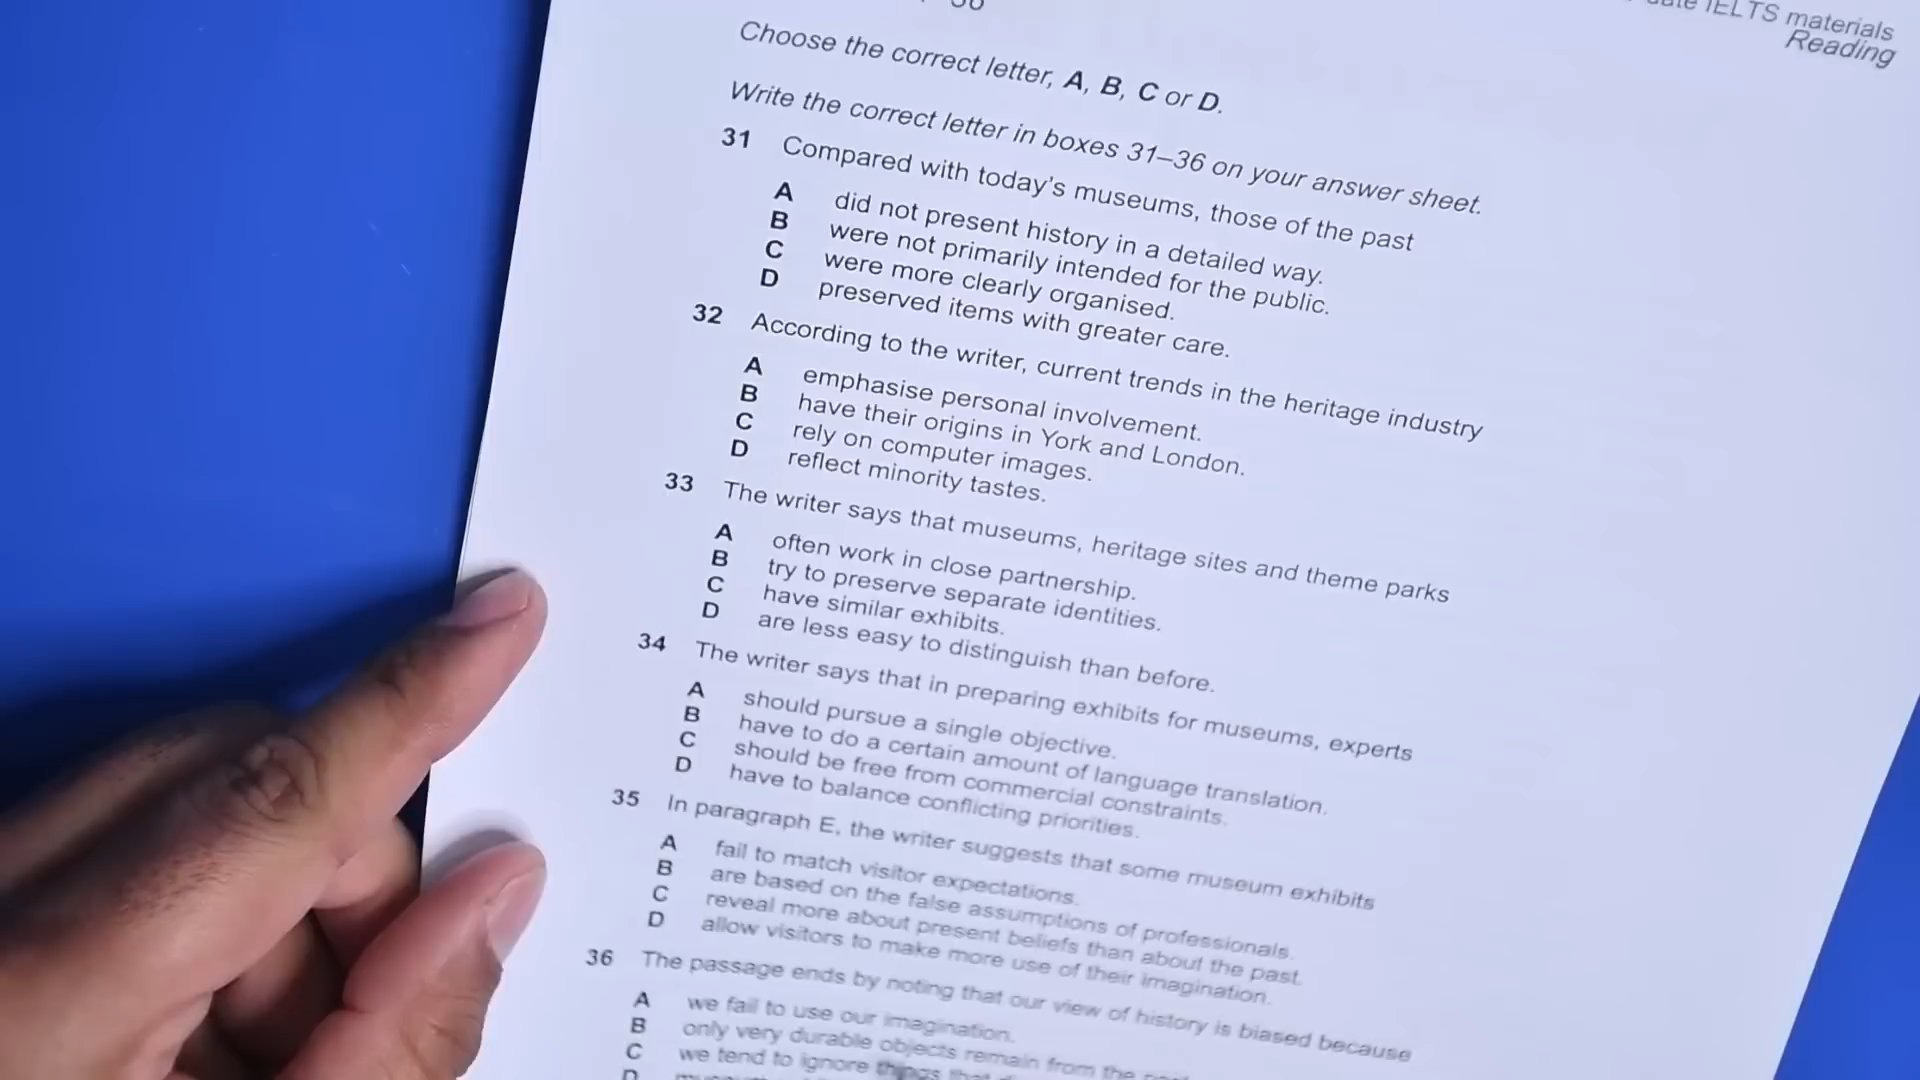 IELTS materials
Reading
Choose the correct letter, A, B, C or D.
Write the correct letter in boxes 31–36 on your answer sheet.
31 Compared with today's museums, those of the past
A did not present history in a detailed way.
B were not primarily intended for the public.
C were more clearly organised.
D preserved items with greater care.
32 According to the writer, current trends in the heritage industry
A emphasise personal involvement.
B have their origins in York and London.
C rely on computer images.
D reflect minority tastes.
33 The writer says that museums, heritage sites and theme parks
A often work in close partnership.
B try to preserve separate identities.
C have similar exhibits.
D are less easy to distinguish than before.
34 The writer says that in preparing exhibits for museums, experts
A should pursue a single objective.
B have to do a certain amount of language translation.
C should be free from commercial constraints.
D have to balance conflicting priorities.
35 In paragraph E, the writer suggests that some museum exhibits
A fail to match visitor expectations.
B are based on the false assumptions of professionals.
C reveal more about present beliefs than about the past.
D allow visitors to make more use of their imagination.
36 The passage ends by noting that our view of history is biased because
A we fail to use our imagination.
B only very durable objects remain from the
C we tend to ignore things that
D